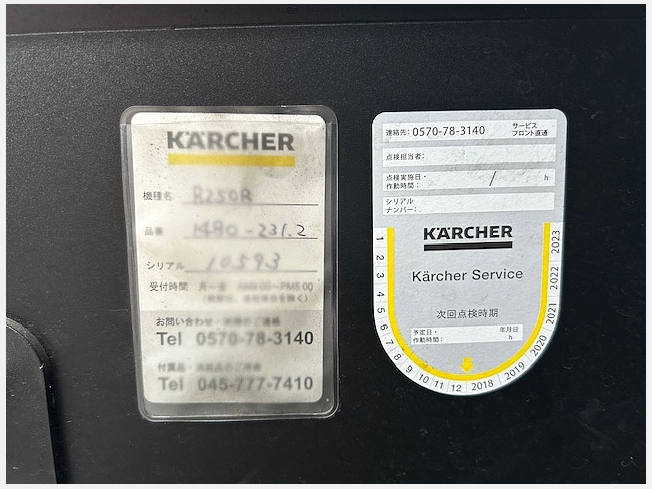 KÄRCHER
機種名
品番 1480-231.2
シリアル 10593
受付時間
お問い合わせ・
Tel 0570-78-3140
Tel 045-777-7410
連絡先: 0570-78-3140 サービス
フロント直通
点検担当者:
点検実施日・
作動時間: / h
シリアル
ナンバー:
KÄRCHER
Kärcher Service
次回点検時期
予定日・ 年月日
作動時間: h
1 2 3 4 5 6 7 8 9 10 11 12 2018 2019 2020 2021 2022 2023